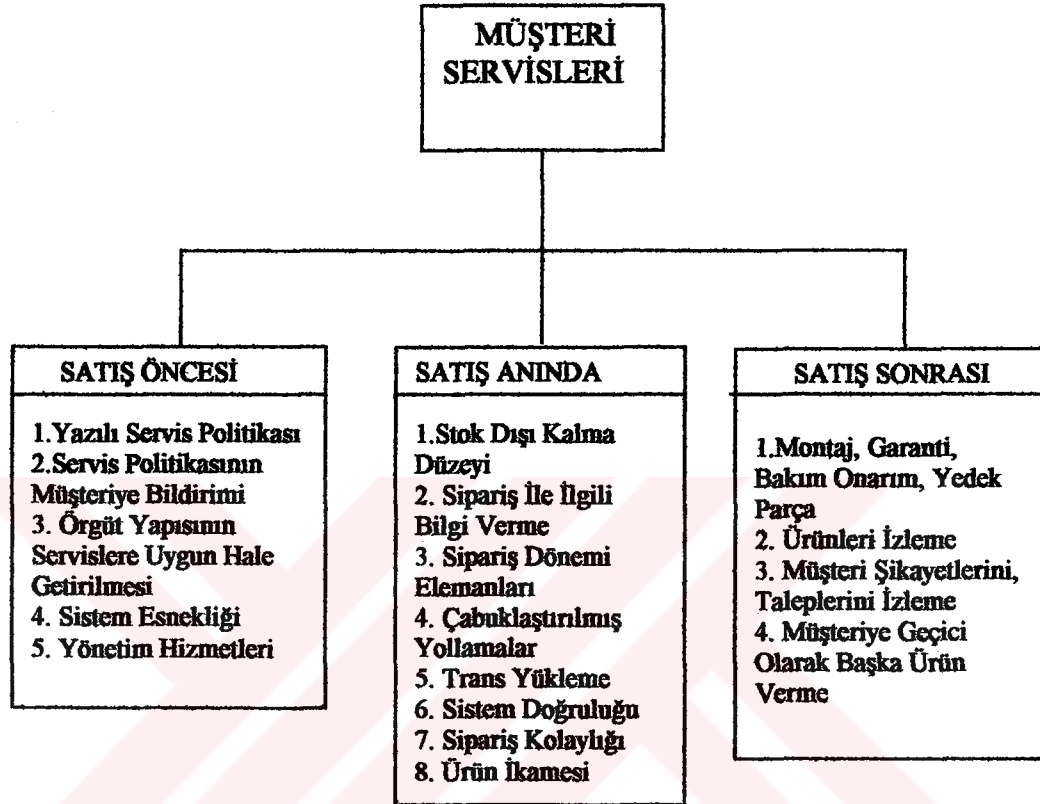 MÜŞTERİ
SERVİSLERİ
SATIŞ ÖNCESİ
1.Yazılı Servis Politikası
2.Servis Politikasının
Müşteriye Bildirimi
3. Örgüt Yapısının
Servislere Uygun Hale
Getirilmesi
4. Sistem Esnekliği
5. Yönetim Hizmetleri
SATIŞ ANINDA
1.Stok Dışı Kalma
Düzeyi
2. Sipariş İle İlgili
Bilgi Verme
3. Sipariş Dönemi
Elemanları
4. Çabuklaştırılmış
Yollamalar
5. Trans Yükleme
6. Sistem Doğruluğu
7. Sipariş Kolaylığı
8. Ürün İkamesi
SATIŞ SONRASI
1.Montaj, Garanti,
Bakım Onarım, Yedek
Parça
2. Ürünleri İzleme
3. Müşteri Şikayetlerini,
Taleplerini İzleme
4. Müşteriye Geçici
Olarak Başka Ürün
Verme